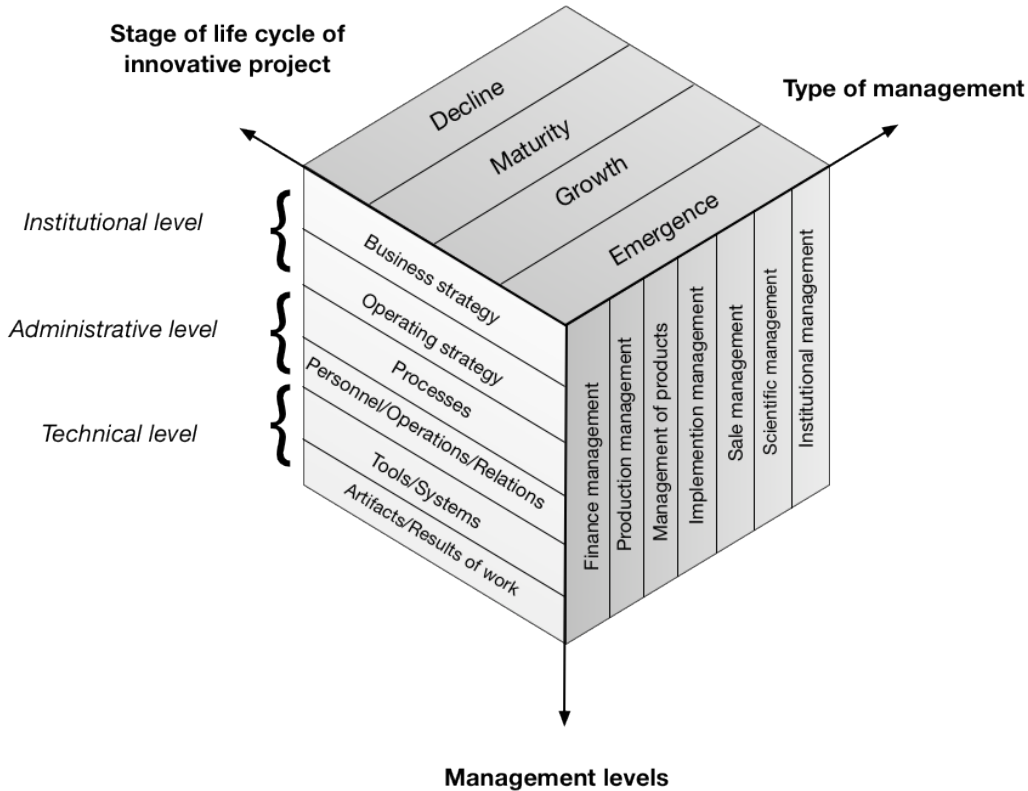 Stage of life cycle of
innovative project
Type of management
Decline
Maturity
Growth
Emergence
Institutional level
Administrative level
Technical level
Business strategy
Operating strategy
Processes
Personnel/Operations/Relations
Tools/Systems
Artifacts/Results of work
Finance management
Production management
Management of products
Implemention management
Sale management
Scientific management
Institutional management
Management levels